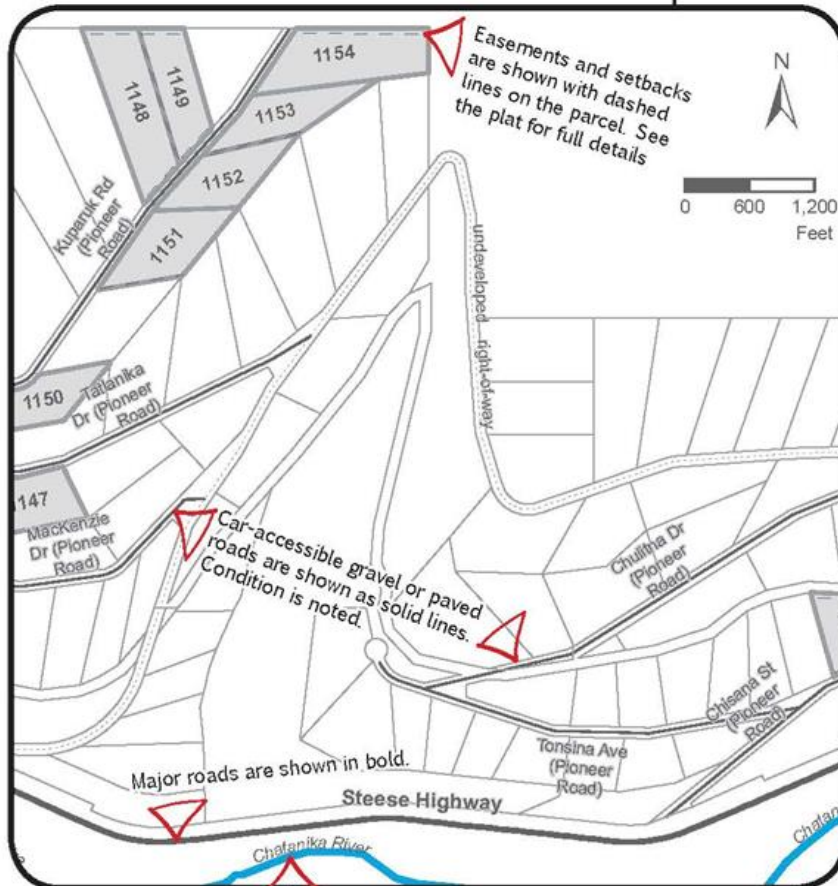 1154
1148
1149
1153
1152
1151
Easements and setbacks
are shown with dashed
lines on the parcel. See
the plat for full details
N
0 600 1,200
Feet
Kuparuk Rd
(Pioneer
Road)
undeveloped right-of-way
1150
Tatlanika
Dr (Pioneer
Road)
147
MacKenzie
Dr (Pioneer
Road)
Car-accessible gravel or paved
roads are shown as solid lines.
Condition is noted.
Chulitna Dr
(Pioneer
Road)
Chisana St
(Pioneer
Road)
Tonsina Ave
(Pioneer
Road)
Major roads are shown in bold.
Steese Highway
Chatanika River
Chatan